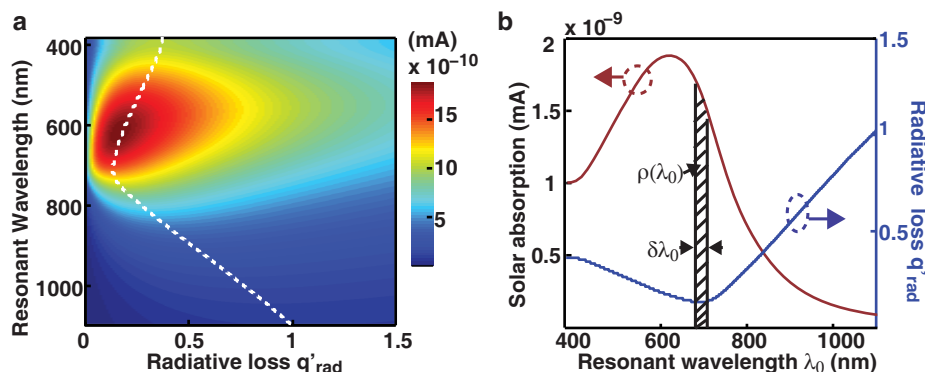 a
(mA)
x 10⁻¹⁰
400
600
800
1000
15
10
5
0
0.5
1
1.5
Resonant Wavelength (nm)
Radiative loss q'rad
b
x 10⁻⁹
2
1.5
1
0.5
1.5
1
0.5
400
600
800
1000
Solar absorption (mA)
ρ(λ₀)
δλ₀
Radiative loss q'rad
Resonant wavelength λ₀ (nm)